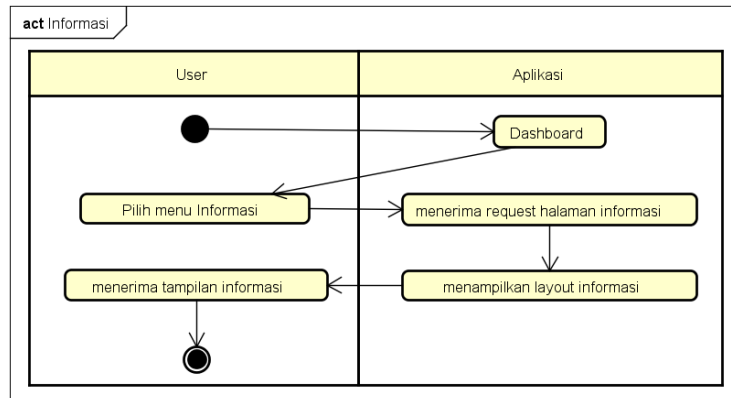 act Informasi
User
Aplikasi
Dashboard
Pilih menu Informasi
menerima request halaman informasi
menerima tampilan informasi
menampilkan layout informasi